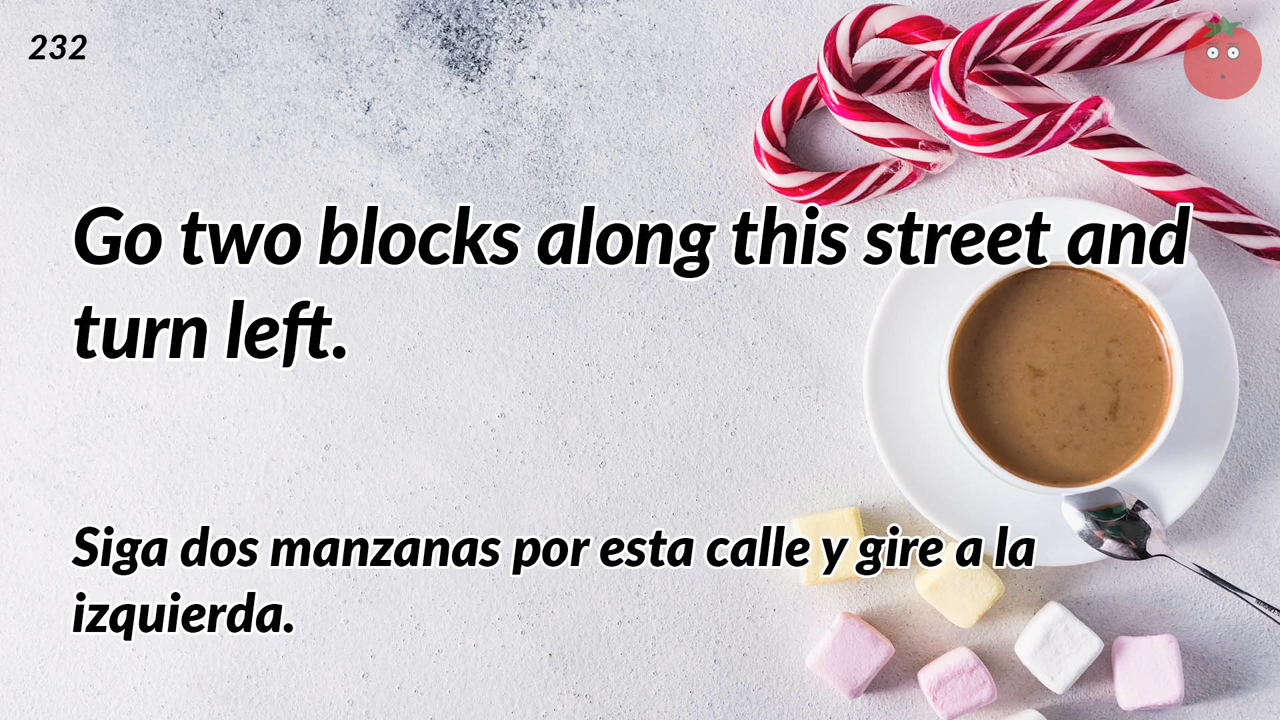 232
Go two blocks along this street and
turn left.
Siga dos manzanas por esta calle y gire a la
izquierda.